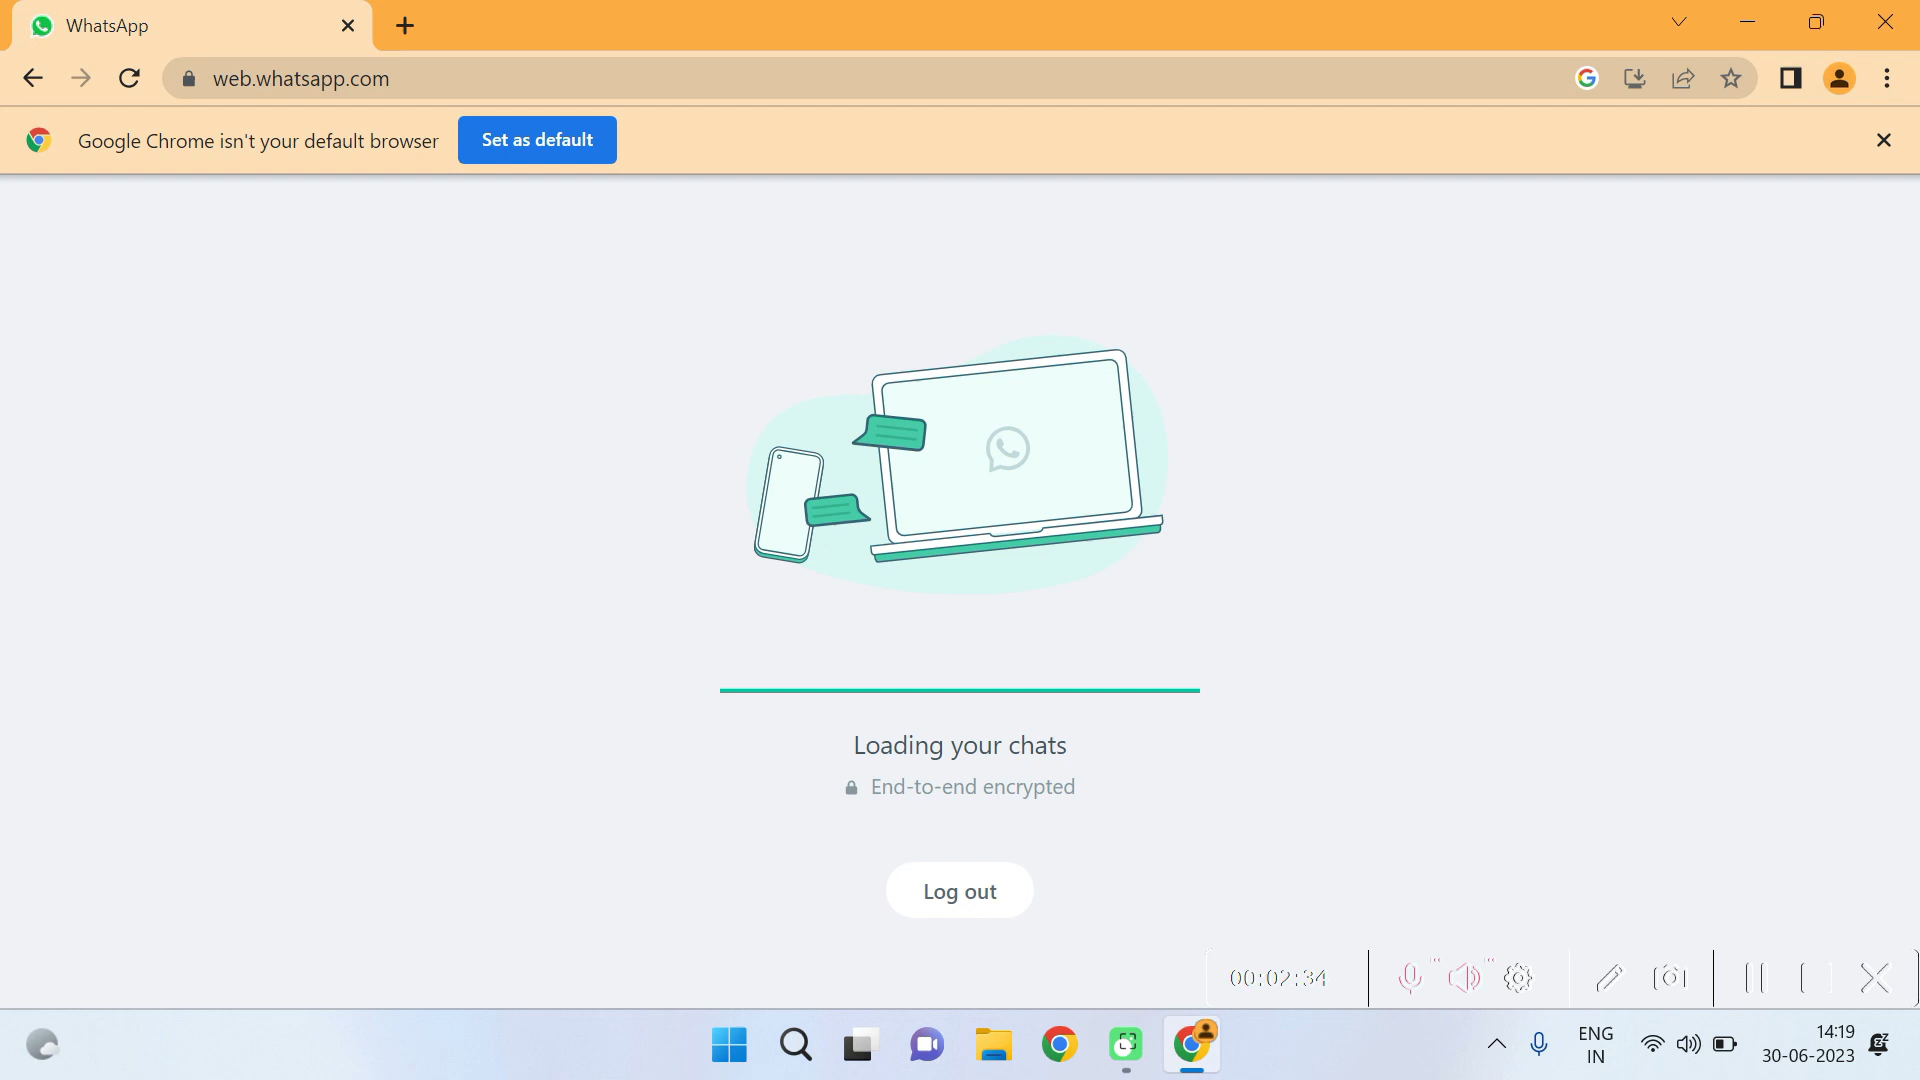 WhatsApp
web.whatsapp.com
Google Chrome isn't your default browser
Set as default
Loading your chats
End-to-end encrypted
Log out
00:02:34
ENG
IN
14:19
30-06-2023